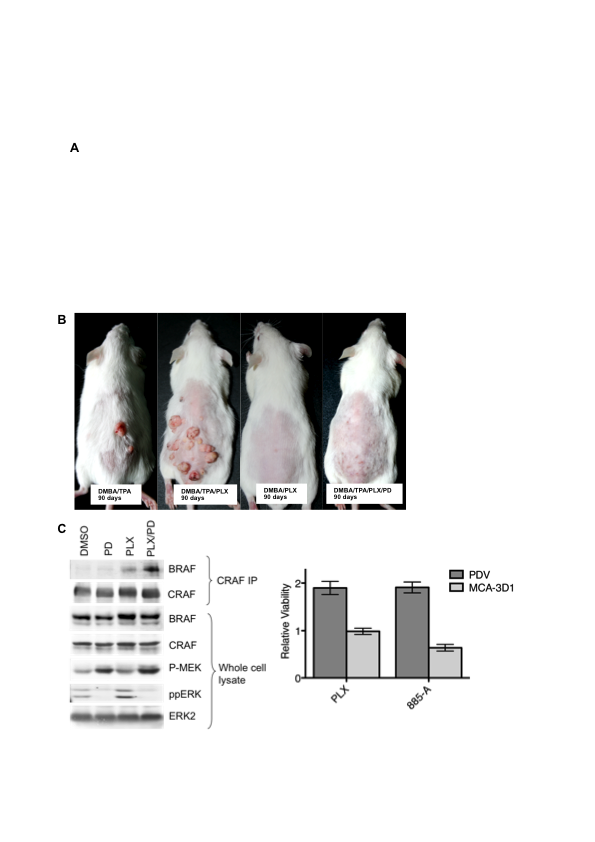 A
B
DMBA/TPA
90 days
DMBA/TPA/PLX
90 days
DMBA/PLX
90 days
DMBA/TPA/PLX/PD
90 days
C
DMSO
PD
PLX
PLX/PD
BRAF
CRAF
CRAF IP
BRAF
CRAF
P-MEK
ppERK
ERK2
Whole cell
lysate
Relative Viability
2
1
0
PLX
885-A
PDV
MCA-3D1